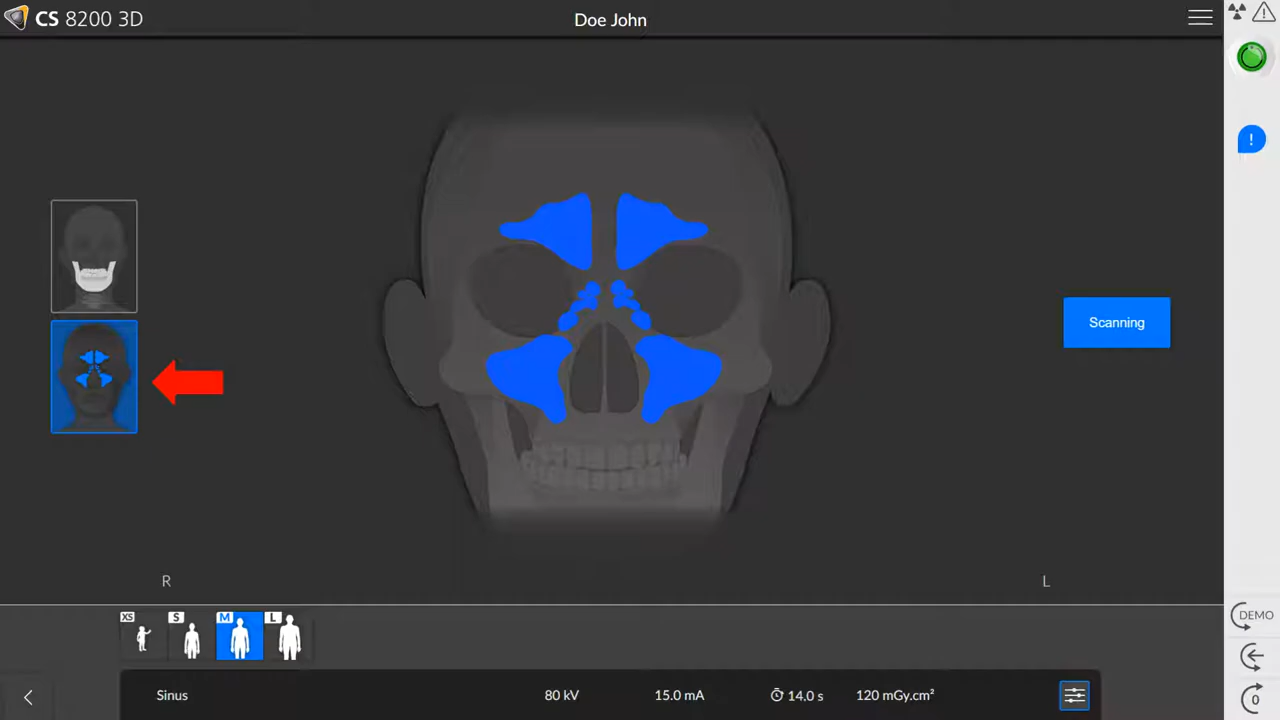 CS 8200 3D
Doe John
!
Scanning
R
L
XS
S
M
L
DEMO
Sinus
80 kV
15.0 mA
14.0 s
120 mGy.cm²
0